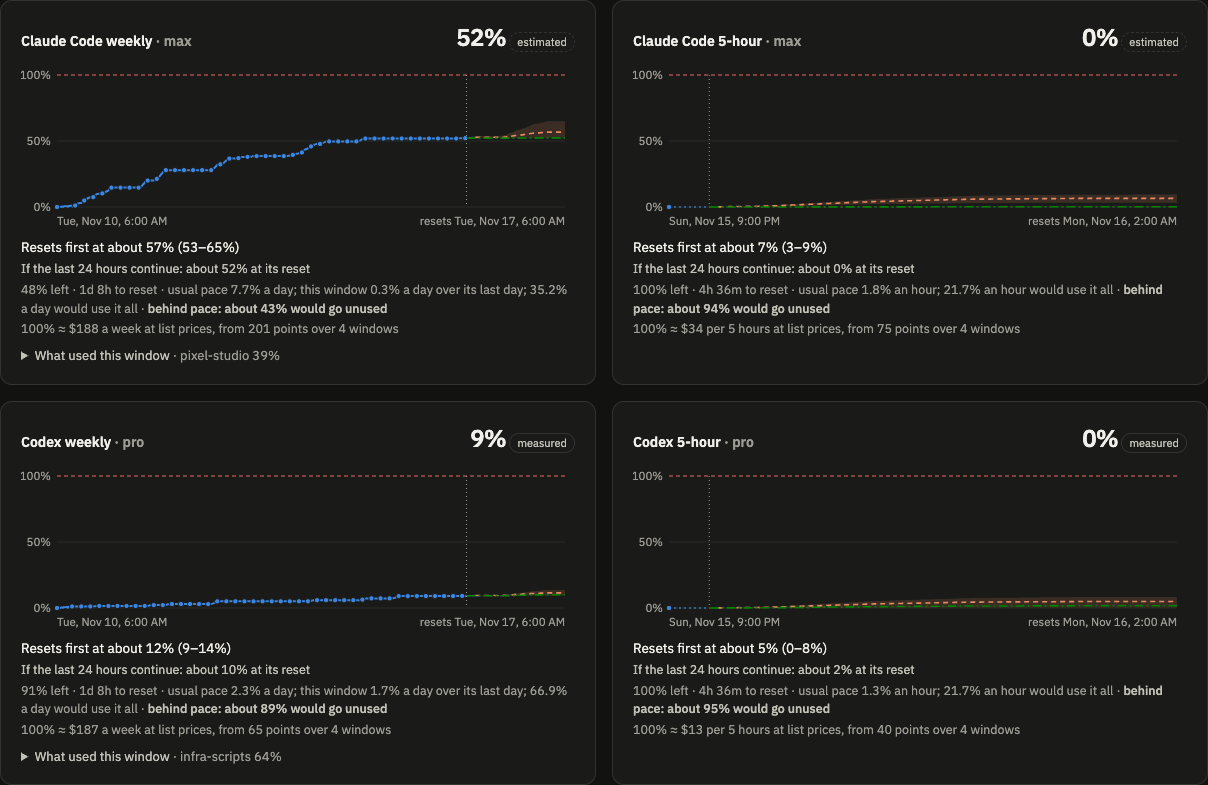 Claude Code weekly · max
52% estimated
100%
50%
0%
Tue, Nov 10, 6:00 AM
resets Tue, Nov 17, 6:00 AM
Resets first at about 57% (53–65%)
If the last 24 hours continue: about 52% at its reset
48% left · 1d 8h to reset · usual pace 7.7% a day; this window 0.3% a day over its last day; 35.2%
a day would use it all · behind pace: about 43% would go unused
100% ≈ $188 a week at list prices, from 201 points over 4 windows
▶ What used this window · pixel-studio 39%
Claude Code 5-hour · max
0% estimated
100%
50%
0%
Sun, Nov 15, 9:00 PM
resets Mon, Nov 16, 2:00 AM
Resets first at about 7% (3–9%)
If the last 24 hours continue: about 0% at its reset
100% left · 4h 36m to reset · usual pace 1.8% an hour; 21.7% an hour would use it all · behind
pace: about 94% would go unused
100% ≈ $34 per 5 hours at list prices, from 75 points over 4 windows
Codex weekly · pro
9% measured
100%
50%
0%
Tue, Nov 10, 6:00 AM
resets Tue, Nov 17, 6:00 AM
Resets first at about 12% (9–14%)
If the last 24 hours continue: about 10% at its reset
91% left · 1d 8h to reset · usual pace 2.3% a day; this window 1.7% a day over its last day; 66.9%
a day would use it all · behind pace: about 89% would go unused
100% ≈ $187 a week at list prices, from 65 points over 4 windows
▶ What used this window · infra-scripts 64%
Codex 5-hour · pro
0% measured
100%
50%
0%
Sun, Nov 15, 9:00 PM
resets Mon, Nov 16, 2:00 AM
Resets first at about 5% (0–8%)
If the last 24 hours continue: about 2% at its reset
100% left · 4h 36m to reset · usual pace 1.3% an hour; 21.7% an hour would use it all · behind
pace: about 95% would go unused
100% ≈ $13 per 5 hours at list prices, from 40 points over 4 windows